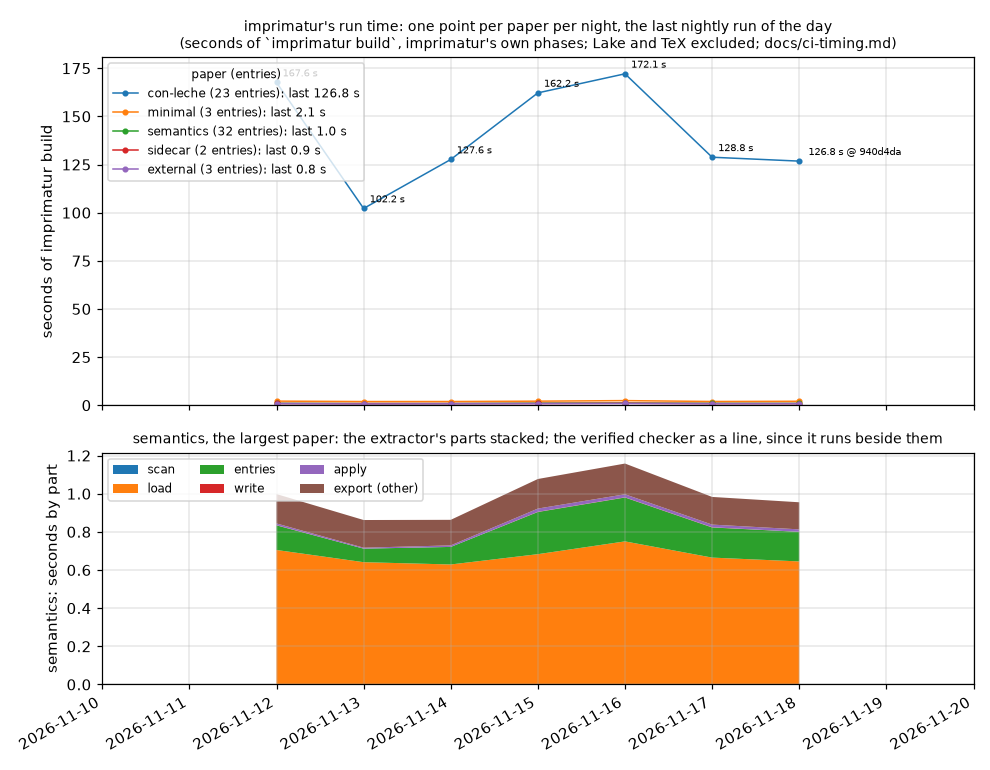 imprimatur's run time: one point per paper per night, the last nightly run of the day
(seconds of `imprimatur build`, imprimatur's own phases; Lake and TeX excluded; docs/ci-timing.md)
seconds of imprimatur build
175
150
125
100
75
50
25
0
paper (entries)
con-leche (23 entries): last 126.8 s
minimal (3 entries): last 2.1 s
semantics (32 entries): last 1.0 s
sidecar (2 entries): last 0.9 s
external (3 entries): last 0.8 s
167.6 s
102.2 s
127.6 s
162.2 s
172.1 s
128.8 s
126.8 s @ 940d4da
semantics, the largest paper: the extractor's parts stacked; the verified checker as a line, since it runs beside them
semantics: seconds by part
1.2
1.0
0.8
0.6
0.4
0.2
0.0
scan
load
entries
write
apply
export (other)
2026-11-10
2026-11-11
2026-11-12
2026-11-13
2026-11-14
2026-11-15
2026-11-16
2026-11-17
2026-11-18
2026-11-19
2026-11-20